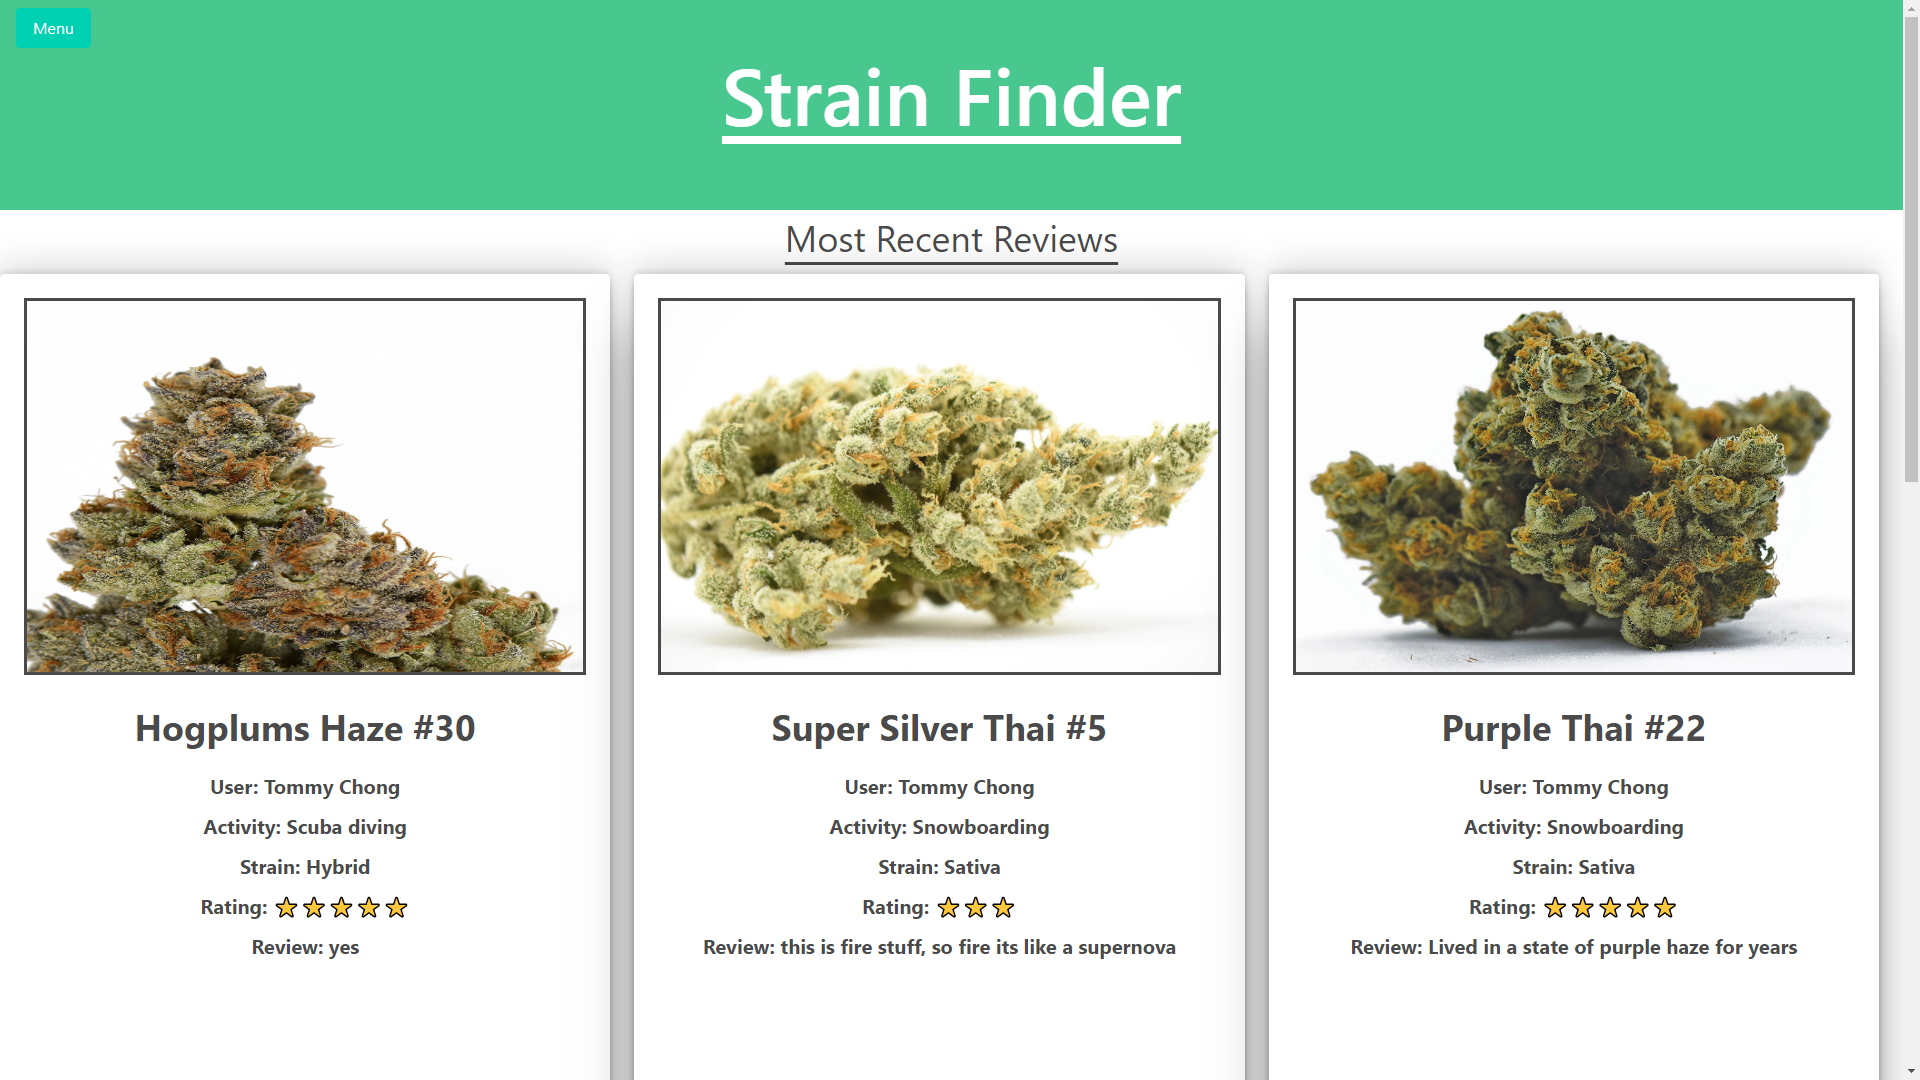 Menu
Strain Finder
Most Recent Reviews
Hogplums Haze #30
User: Tommy Chong
Activity: Scuba diving
Strain: Hybrid
Rating:
Review: yes
Super Silver Thai #5
User: Tommy Chong
Activity: Snowboarding
Strain: Sativa
Rating:
Review: this is fire stuff, so fire its like a supernova
Purple Thai #22
User: Tommy Chong
Activity: Snowboarding
Strain: Sativa
Rating:
Review: Lived in a state of purple haze for years